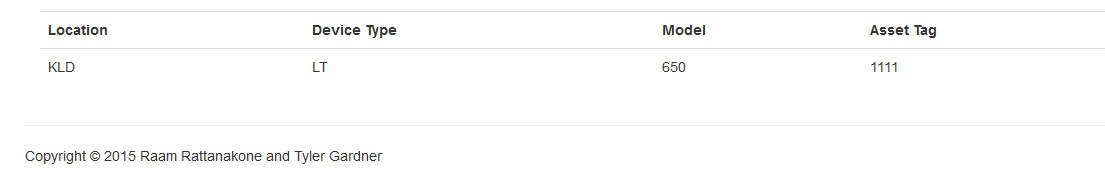 Location Device Type Model Asset Tag
KLD LT 650 1111
Copyright © 2015 Raam Rattanakone and Tyler Gardner